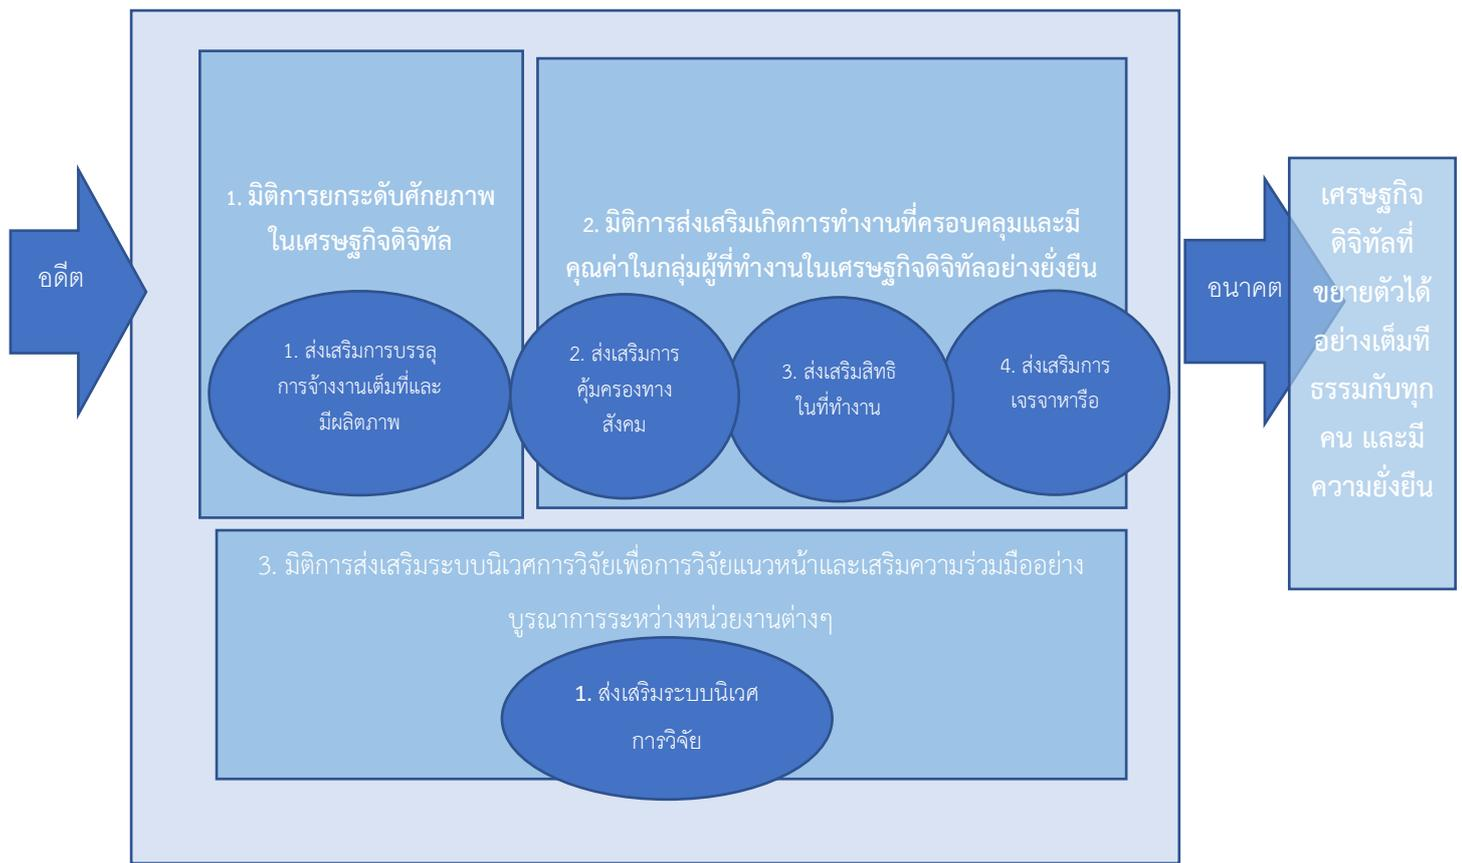 อดีต
1. มิติการยกระดับศักยภาพ
ในเศรษฐกิจดิจิทัล
1. ส่งเสริมการบรรลุ
การจ้างงานเต็มที่และ
มีผลิตภาพ
2. มิติการส่งเสริมเกิดการทำงานที่ครอบคลุมและมี
คุณค่าในกลุ่มผู้ที่ทำงานในเศรษฐกิจดิจิทัลอย่างยั่งยืน
2. ส่งเสริมการ
คุ้มครองทาง
สังคม
3. ส่งเสริมสิทธิ
ในที่ทำงาน
4. ส่งเสริมการ
เจรจาหารือ
3. มิติการส่งเสริมระบบนิเวศการวิจัยเพื่อการวิจัยแนวหน้าและเสริมความร่วมมืออย่าง
บูรณาการระหว่างหน่วยงานต่างๆ
1. ส่งเสริมระบบนิเวศ
การวิจัย
อนาคต
เศรษฐกิจ
ดิจิทัลที่
ขยายตัวได้
อย่างเต็มที
ธรรมกับทุก
คน และมี
ความยั่งยืน